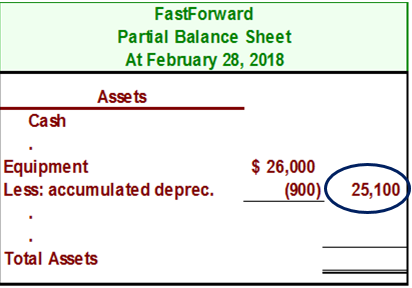 FastForward
Partial Balance Sheet
At February 28, 2018
Assets
Cash
.
Equipment $ 26,000
Less: accumulated deprec. (900) 25,100
.
.
Total Assets